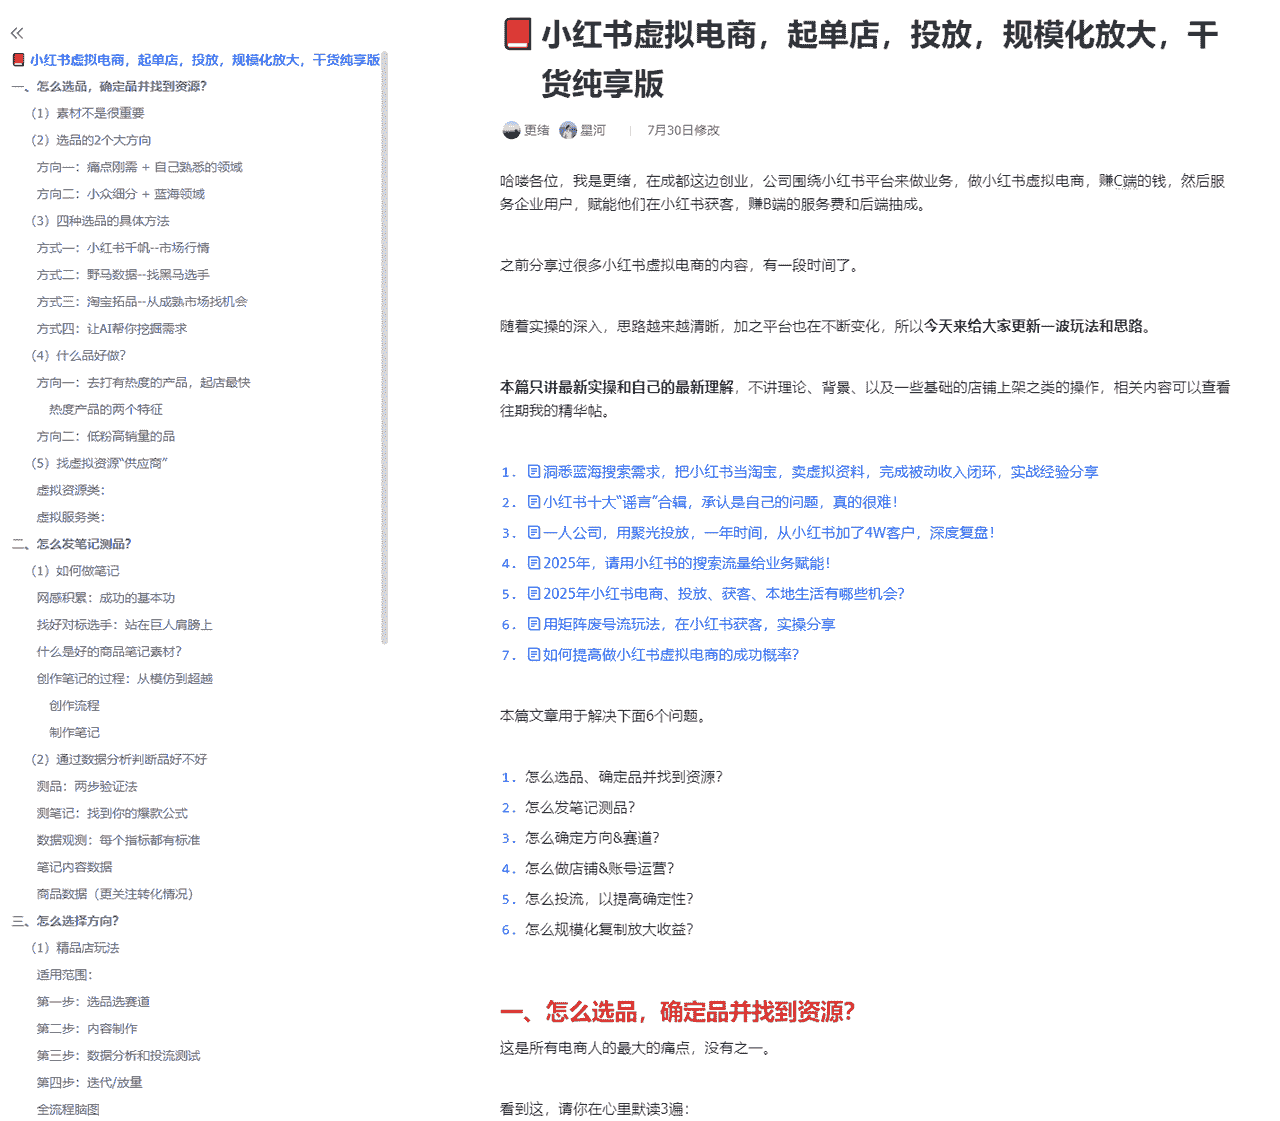 小红书虚拟电商，起单店，投放，规模化放大，干货纯享版
一、怎么选品，确定品并找到资源？
（1）素材不是很重要
（2）选品的2个大方向
方向一：痛点刚需 + 自己熟悉的领域
方向二：小众细分 + 蓝海领域
（3）四种选品的具体方法
方式一：小红书千帆--市场行情
方式二：野马数据--找黑马选手
方式三：淘宝拓品--从成熟市场找机会
方式四：让AI帮你挖掘需求
（4）什么品好做？
方向一：去打有热度的产品，起店最快
热度产品的两个特征
方向二：低粉高销量的品
（5）找虚拟资源“供应商”
虚拟资源类：
虚拟服务类：
二、怎么发笔记测品？
（1）如何做笔记
网感积累：成功的基本功
找好对标选手：站在巨人肩膀上
什么是好的商品笔记素材？
创作笔记的过程：从模仿到超越
创作流程
制作笔记
（2）通过数据分析判断品好不好
测品：两步验证法
测笔记：找到你的爆款公式
数据观测：每个指标都有标准
笔记内容数据
商品数据（更关注转化情况）
三、怎么选择方向？
（1）精品店玩法
适用范围：
第一步：选品选赛道
第二步：内容制作
第三步：数据分析和投流测试
第四步：迭代/放量
全流程脑图
小红书虚拟电商，起单店，投放，规模化放大，干
货纯享版
更绪 星河 7月30日修改
哈喽各位，我是更绪，在成都这边创业，公司围绕小红书平台来做业务，做小红书虚拟电商，赚C端的钱，然后服
务企业用户，赋能他们在小红书获客，赚B端的服务费和后端抽成。
之前分享过很多小红书虚拟电商的内容，有一段时间了。
随着实操的深入，思路越来越清晰，加之平台也在不断变化，所以今天来给大家更新一波玩法和思路。
本篇只讲最新实操和自己的最新理解，不讲理论、背景、以及一些基础的店铺上架之类的操作，相关内容可以查看
往期我的精华帖。
1. 洞悉蓝海搜索需求，把小红书当淘宝，卖虚拟资料，完成被动收入闭环，实战经验分享
2. 小红书十大“谣言”合辑，承认是自己的问题，真的很难！
3. 一人公司，用聚光投放，一年时间，从小红书加了4W客户，深度复盘！
4. 2025年，请用小红书的搜索流量给业务赋能！
5. 2025年小红书电商、投放、获客、本地生活有哪些机会？
6. 用矩阵废号流玩法，在小红书获客，实操分享
7. 如何提高做小红书虚拟电商的成功概率？
本篇文章用于解决下面6个问题。
1. 怎么选品、确定品并找到资源？
2. 怎么发笔记测品？
3. 怎么确定方向&赛道？
4. 怎么做店铺&账号运营？
5. 怎么投流，以提高确定性？
6. 怎么规模化复制放大收益？
一、怎么选品，确定品并找到资源？
这是所有电商人的最大的痛点，没有之一。
看到这，请你在心里默读3遍：